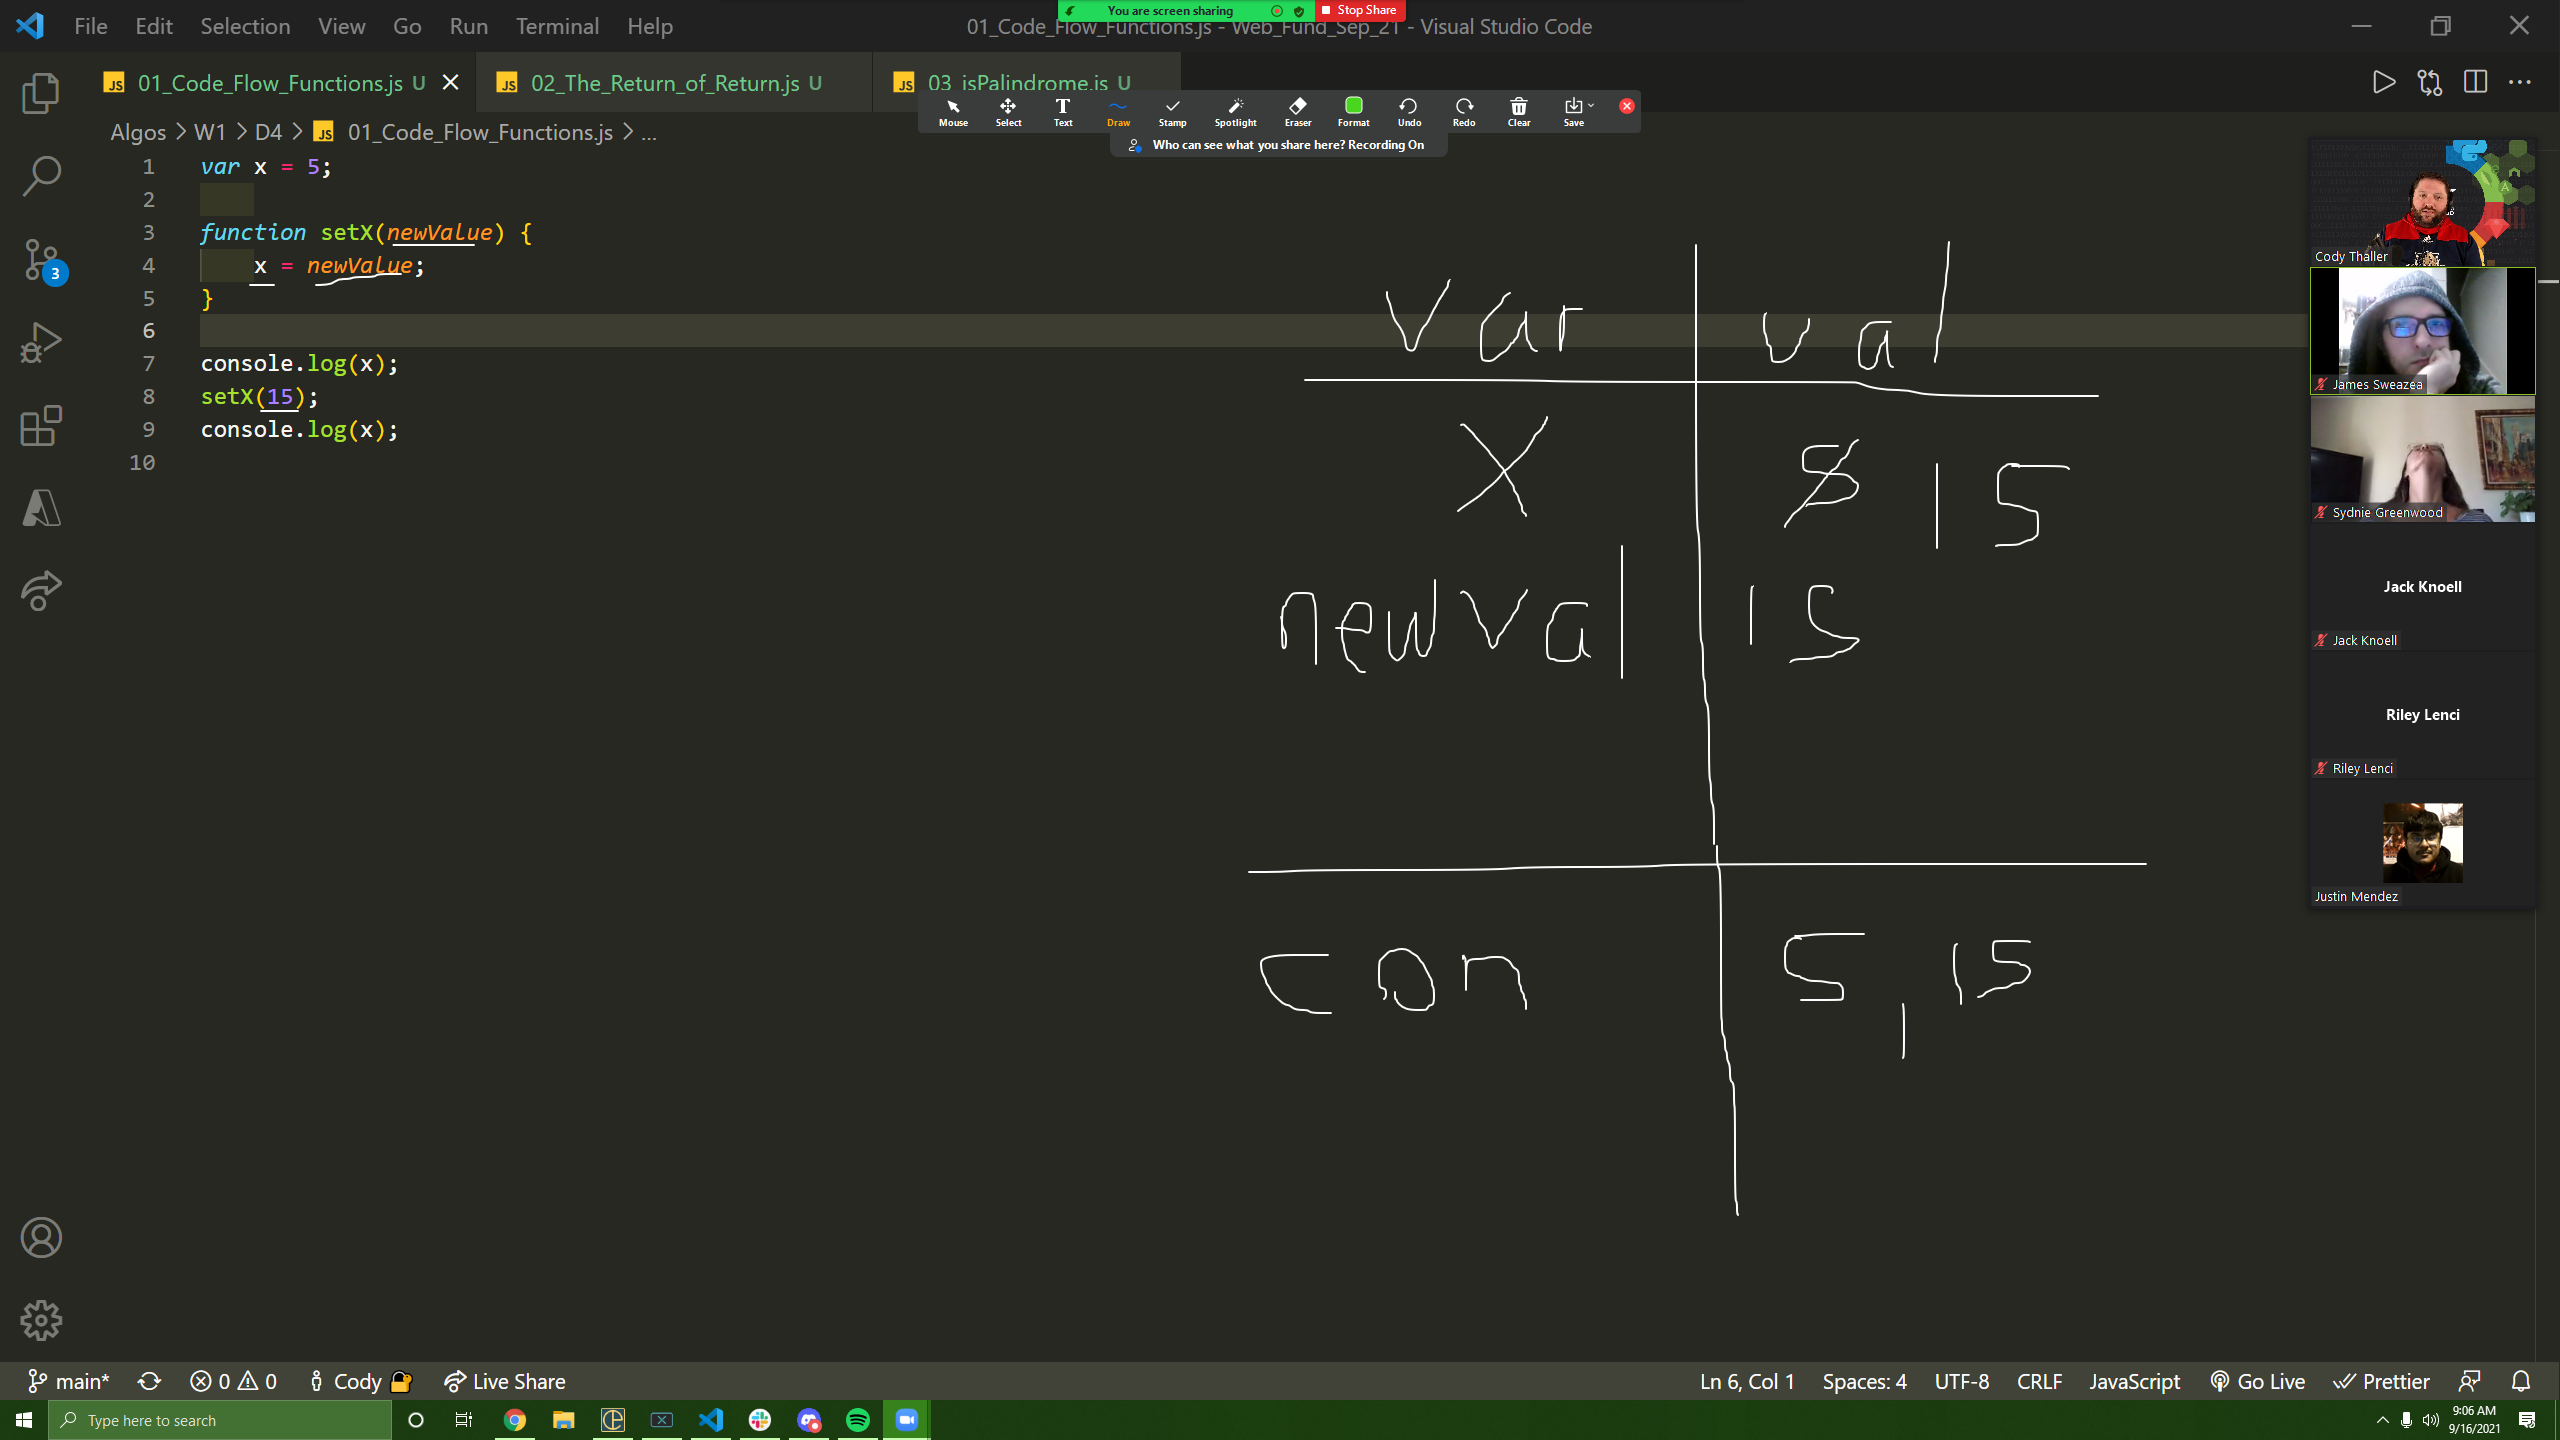 You are screen sharing Stop Share
File Edit Selection View Go Run Terminal Help 01_Code_Flow_Functions.js - Web_Fund_Sep_21 - Visual Studio Code
JS 01_Code_Flow_Functions.js U JS 02_The_Return_of_Return.js U JS 03_isPalindrome.js U
Mouse Select Text Draw Stamp Spotlight Eraser Format Undo Redo Clear Save
Who can see what you share here? Recording On
Algos > W1 > D4 > JS 01_Code_Flow_Functions.js > ...
1 var x = 5;
2
3 function setX(newValue) {
4 x = newValue;
5 }
6
7 console.log(x);
8 setX(15);
9 console.log(x);
10
3
var val
X 5 15
newVal 15
con 5, 15
Cody Thaller
James Sweazea
Sydnie Greenwood
Jack Knoell
Jack Knoell
Riley Lenci
Riley Lenci
Justin Mendez
main* 0 0 Cody Live Share Ln 6, Col 1 Spaces: 4 UTF-8 CRLF JavaScript Go Live Prettier
Type here to search
9:06 AM
9/16/2021